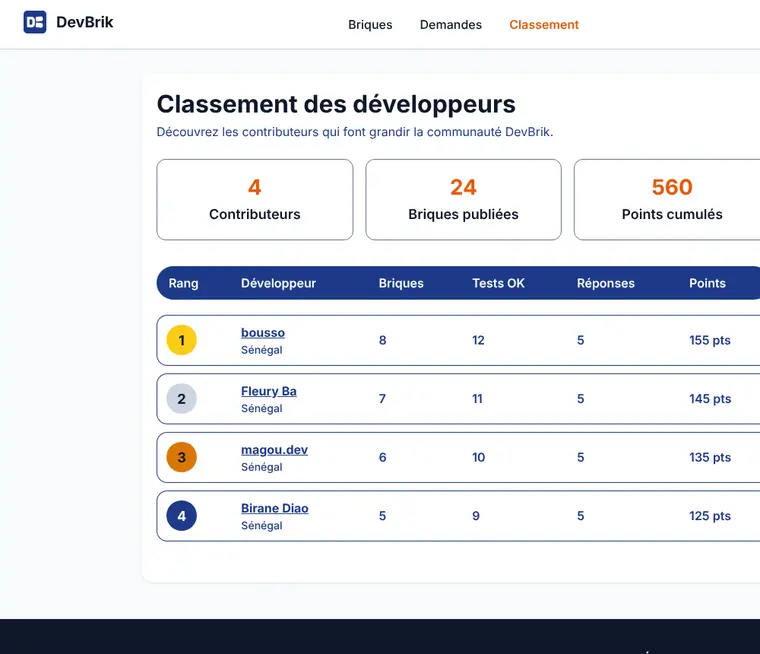 DevBrik
Briques Demandes Classement
Classement des développeurs
Découvrez les contributeurs qui font grandir la communauté DevBrik.
4 24 560
Contributeurs Briques publiées Points cumulés
Rang Développeur Briques Tests OK Réponses Points
1 bousso 8 12 5 155 pts
Sénégal
2 Fleury Ba 7 11 5 145 pts
Sénégal
3 magou.dev 6 10 5 135 pts
Sénégal
4 Birane Diao 5 9 5 125 pts
Sénégal